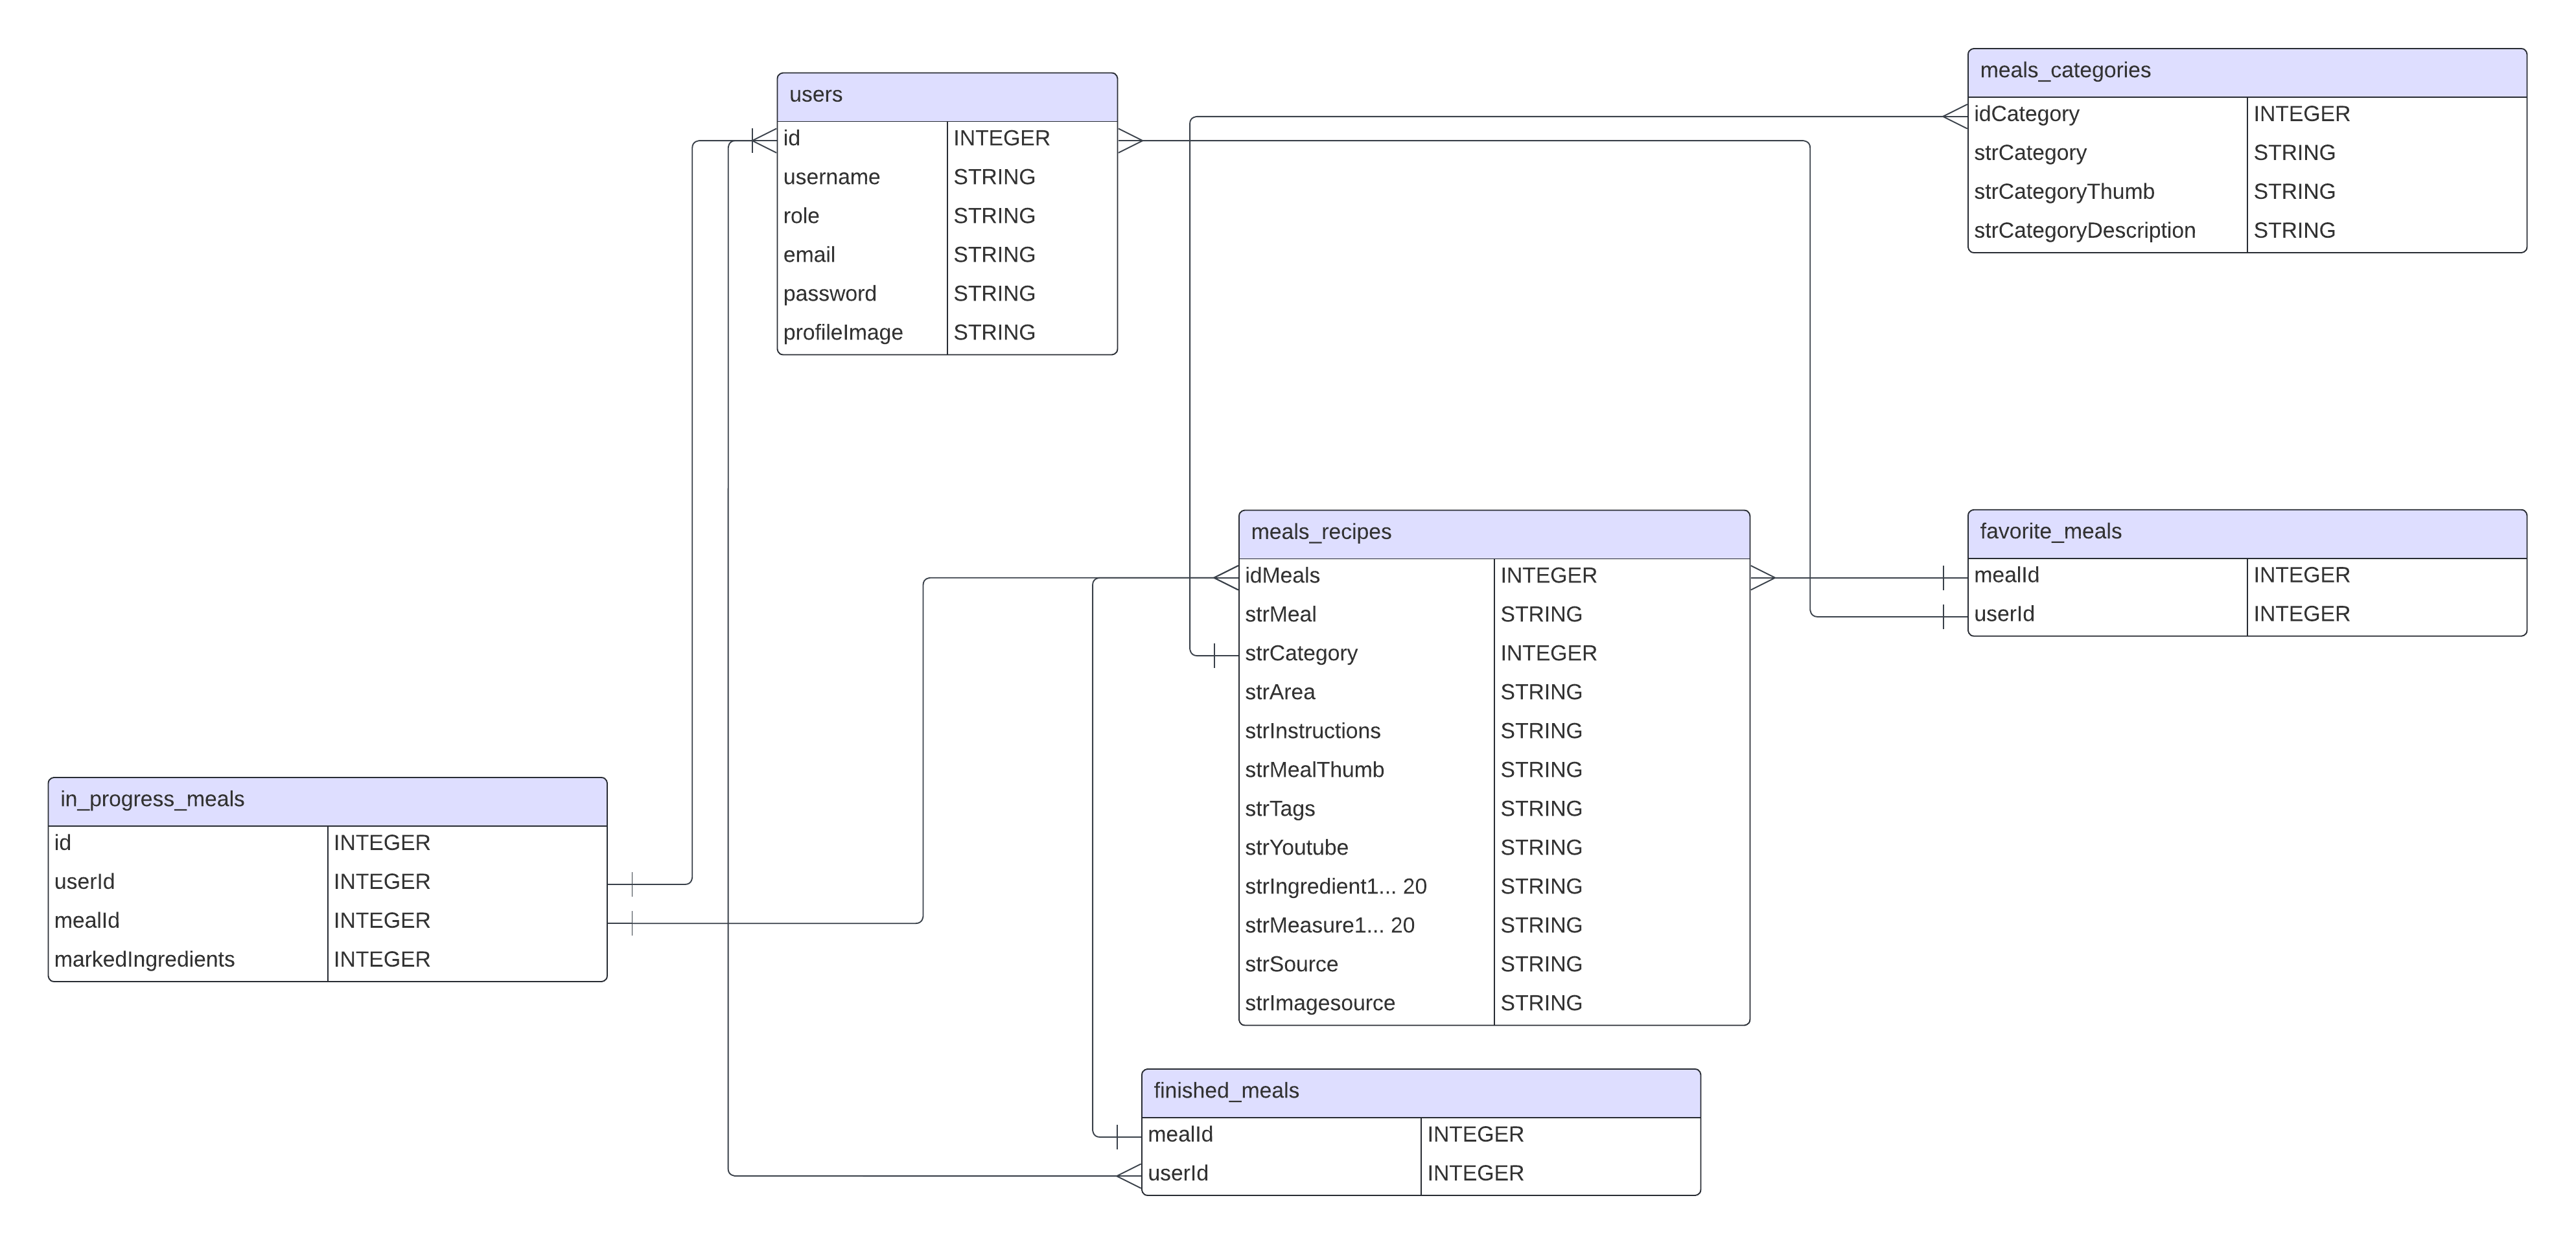 users
id INTEGER
username STRING
role STRING
email STRING
password STRING
profileImage STRING
meals_categories
idCategory INTEGER
strCategory STRING
strCategoryThumb STRING
strCategoryDescription STRING
meals_recipes
idMeals INTEGER
strMeal STRING
strCategory INTEGER
strArea STRING
strInstructions STRING
strMealThumb STRING
strTags STRING
strYoutube STRING
strIngredient1... 20 STRING
strMeasure1... 20 STRING
strSource STRING
strImagesource STRING
favorite_meals
mealId INTEGER
userId INTEGER
in_progress_meals
id INTEGER
userId INTEGER
mealId INTEGER
markedIngredients INTEGER
finished_meals
mealId INTEGER
userId INTEGER